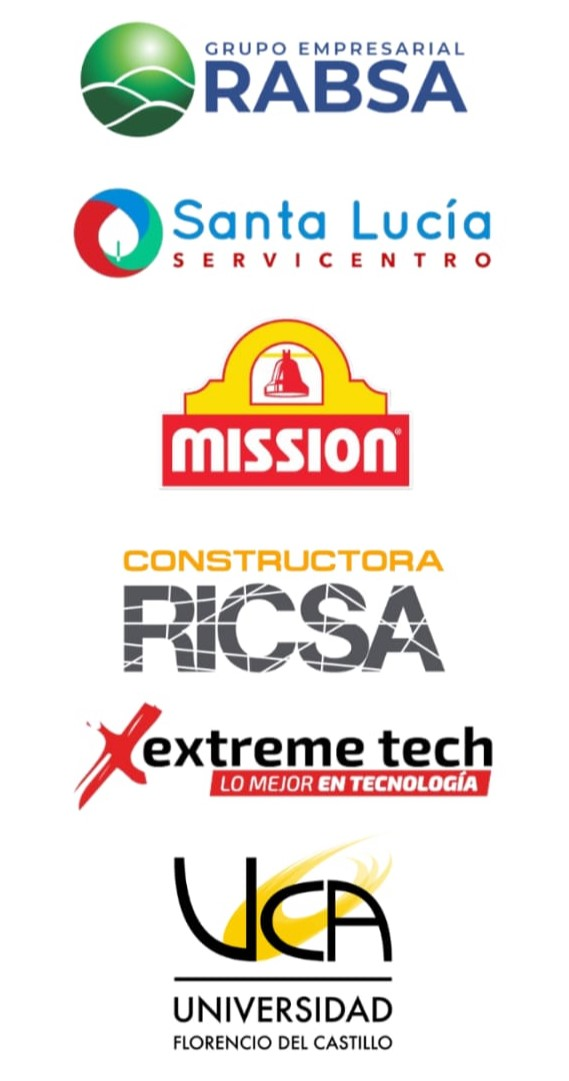 GRUPO EMPRESARIAL
RABSA
Santa Lucía
SERVICENTRO
MISSION®
CONSTRUCTORA
RICSA
X extreme tech
LO MEJOR EN TECNOLOGÍA
UCA
UNIVERSIDAD
FLORENCIO DEL CASTILLO